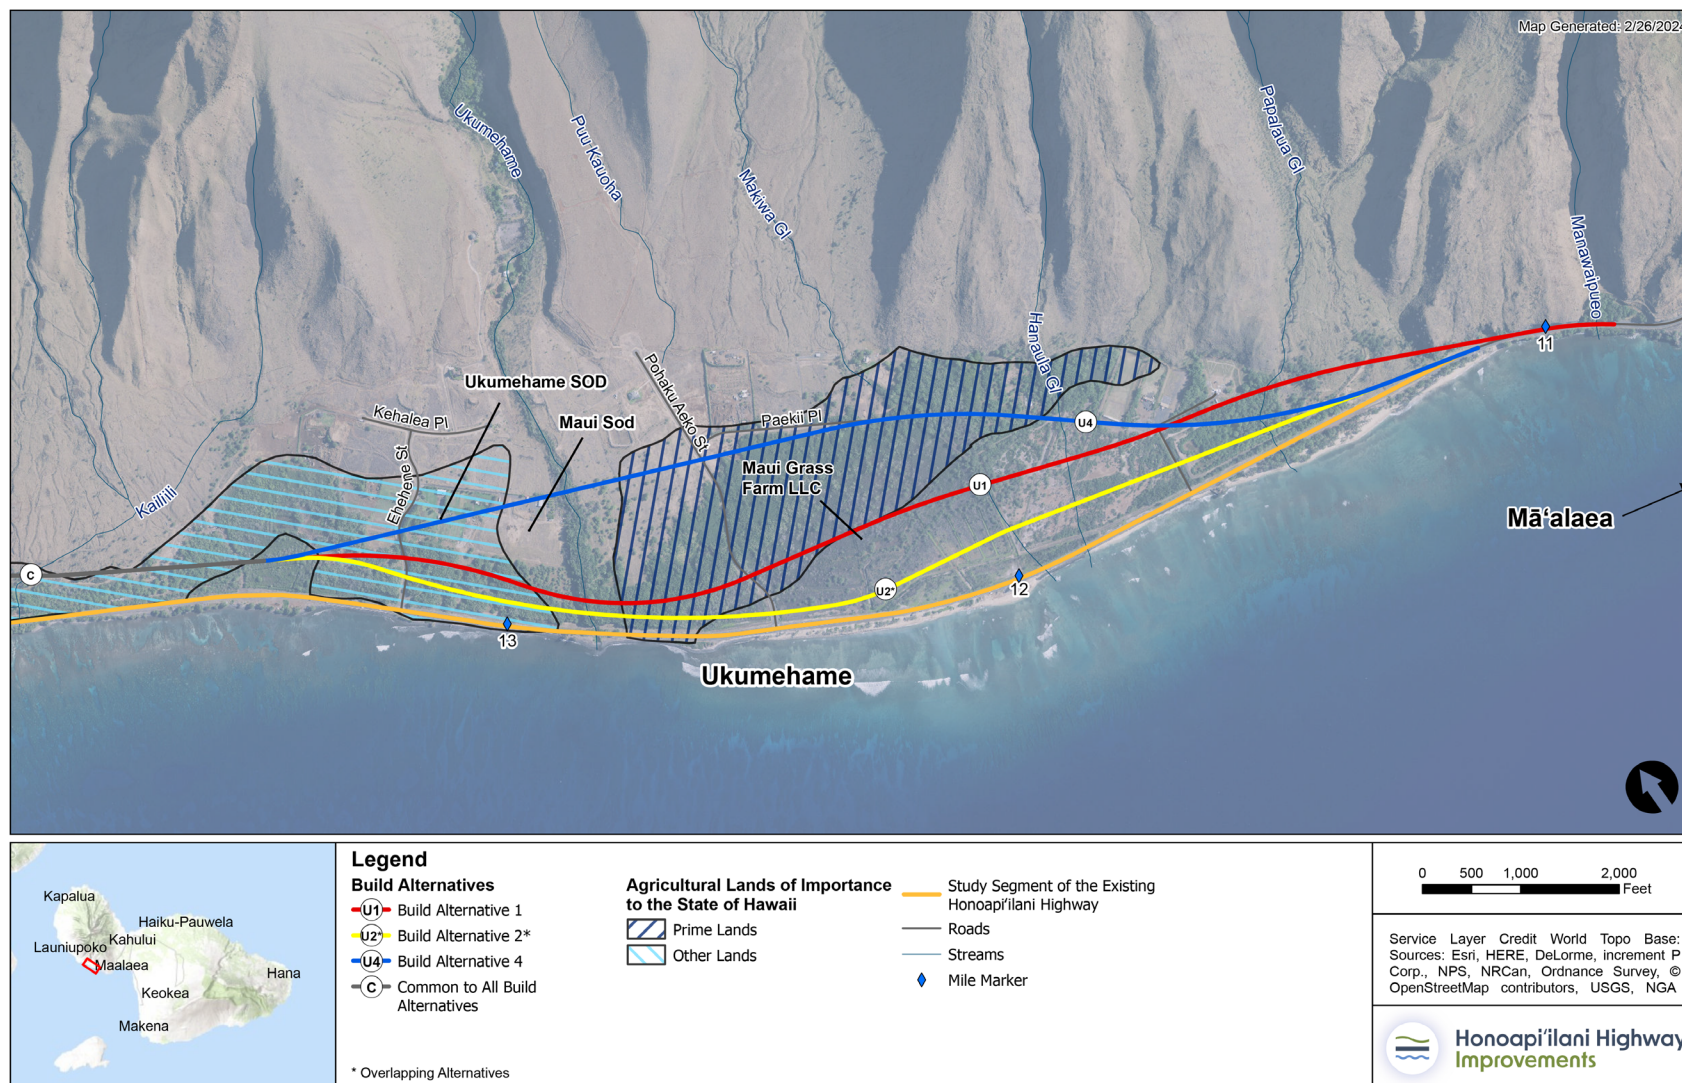 Map Generated: 2/26/2024
Ukumehame
Puu Kauoha
Makiwa Gl
Hanaula Gl
Papalaua Gl
Manawaipueo
11
Ukumehame SOD
Maui Sod
Kehalea Pl
Ehehene St
Pohaku Aeko St
Paekii Pl
U4
Maui Grass
Farm LLC
U1
Kailiili
Mā‘alaea
C
U2*
12
13
Ukumehame
Kapalua
Haiku-Pauwela
Kahului
Launiupoko
Maalaea
Hana
Keokea
Makena
Legend
Build Alternatives
U1 Build Alternative 1
U2* Build Alternative 2*
U4 Build Alternative 4
C Common to All Build
Alternatives
* Overlapping Alternatives
Agricultural Lands of Importance
to the State of Hawaii
Prime Lands
Other Lands
Study Segment of the Existing
Honoapi‘ilani Highway
Roads
Streams
Mile Marker
0 500 1,000 2,000
Feet
Service Layer Credit World Topo Base:
Sources: Esri, HERE, DeLorme, increment P
Corp., NPS, NRCan, Ordnance Survey, ©
OpenStreetMap contributors, USGS, NGA
Honoapi‘ilani Highway
Improvements